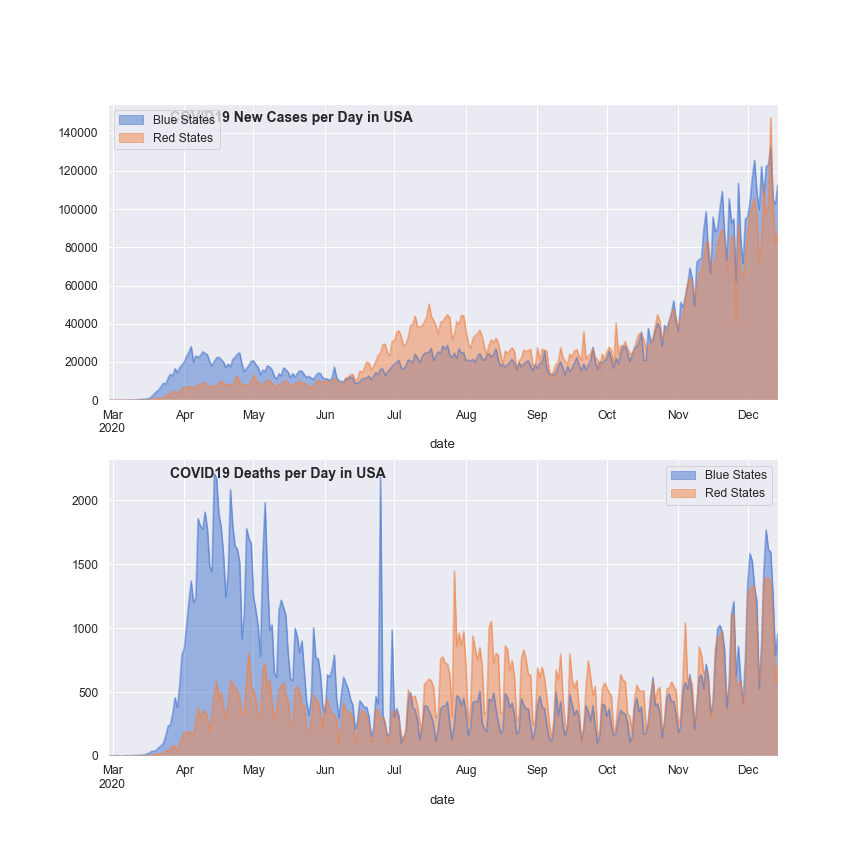 COVID19 New Cases per Day in USA
Blue States
Red States
140000
120000
100000
80000
60000
40000
20000
0
Mar Apr May Jun Jul Aug Sep Oct Nov Dec
2020
date
COVID19 Deaths per Day in USA
Blue States
Red States
2000
1500
1000
500
0
Mar Apr May Jun Jul Aug Sep Oct Nov Dec
2020
date